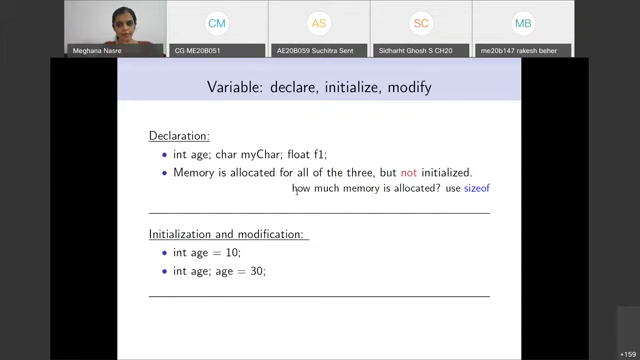 CM
AS
SC
MB
Meghana Nasre
CG ME20B051
AE20B059 Suchitra Sent
Sidharht Ghosh S CH20
me20b147 rakesh beher
Variable: declare, initialize, modify
Declaration:
• int age; char myChar; float f1;
• Memory is allocated for all of the three, but not initialized.
how much memory is allocated? use sizeof
Initialization and modification:
• int age = 10;
• int age; age = 30;
+159